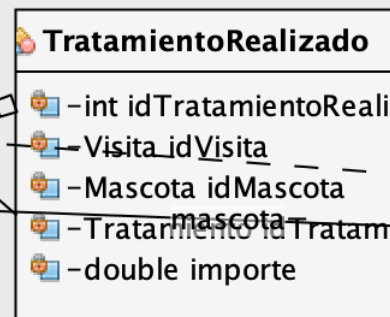 TratamientoRealizado
-int idTratamientoReali
-Visita idVisita
-Mascota idMascota
mascota
-Tratamiento idTratam
-double importe